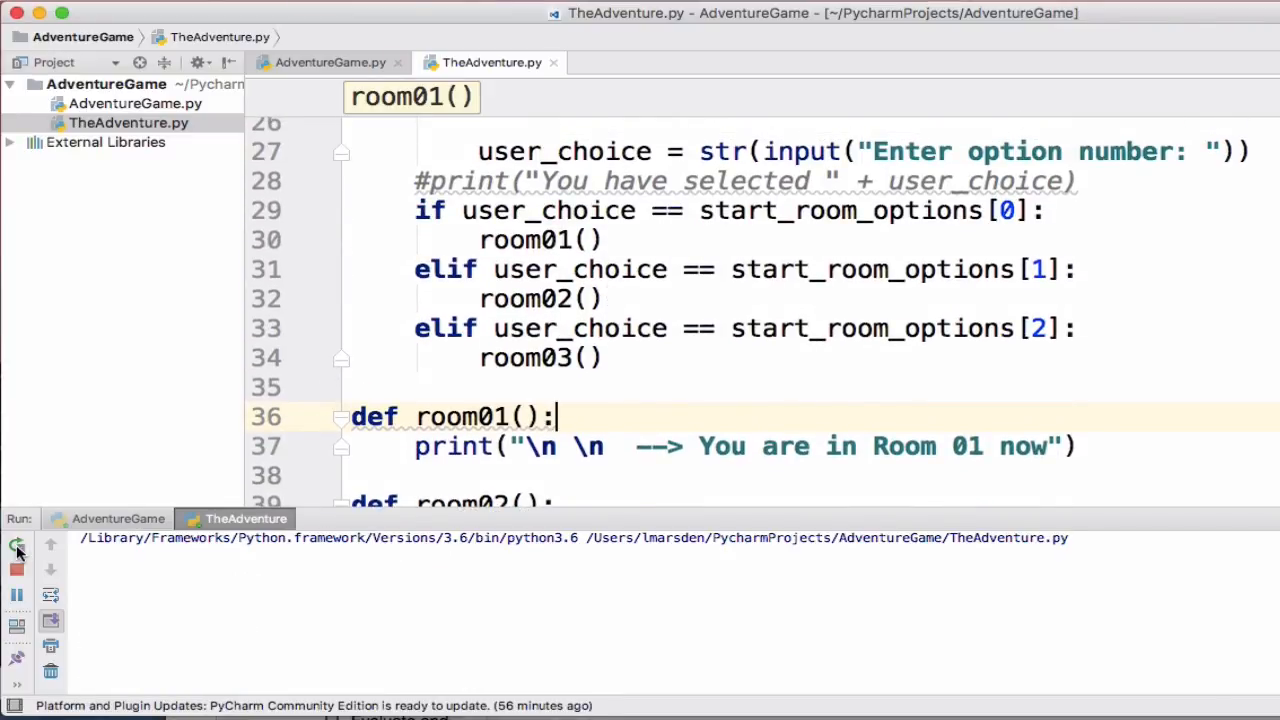 TheAdventure.py - AdventureGame - [~/PycharmProjects/AdventureGame]
AdventureGame TheAdventure.py
Project AdventureGame.py TheAdventure.py
AdventureGame ~/Pycharm
AdventureGame.py
TheAdventure.py
External Libraries
room01()
26
27 user_choice = str(input("Enter option number: "))
28 #print("You have selected " + user_choice)
29 if user_choice == start_room_options[0]:
30 room01()
31 elif user_choice == start_room_options[1]:
32 room02()
33 elif user_choice == start_room_options[2]:
34 room03()
35
36 def room01():
37 print("\n \n --> You are in Room 01 now")
38
39 def room02():
Run: AdventureGame TheAdventure
/Library/Frameworks/Python.framework/Versions/3.6/bin/python3.6 /Users/lmarsden/PycharmProjects/AdventureGame/TheAdventure.py
Platform and Plugin Updates: PyCharm Community Edition is ready to update. (56 minutes ago)